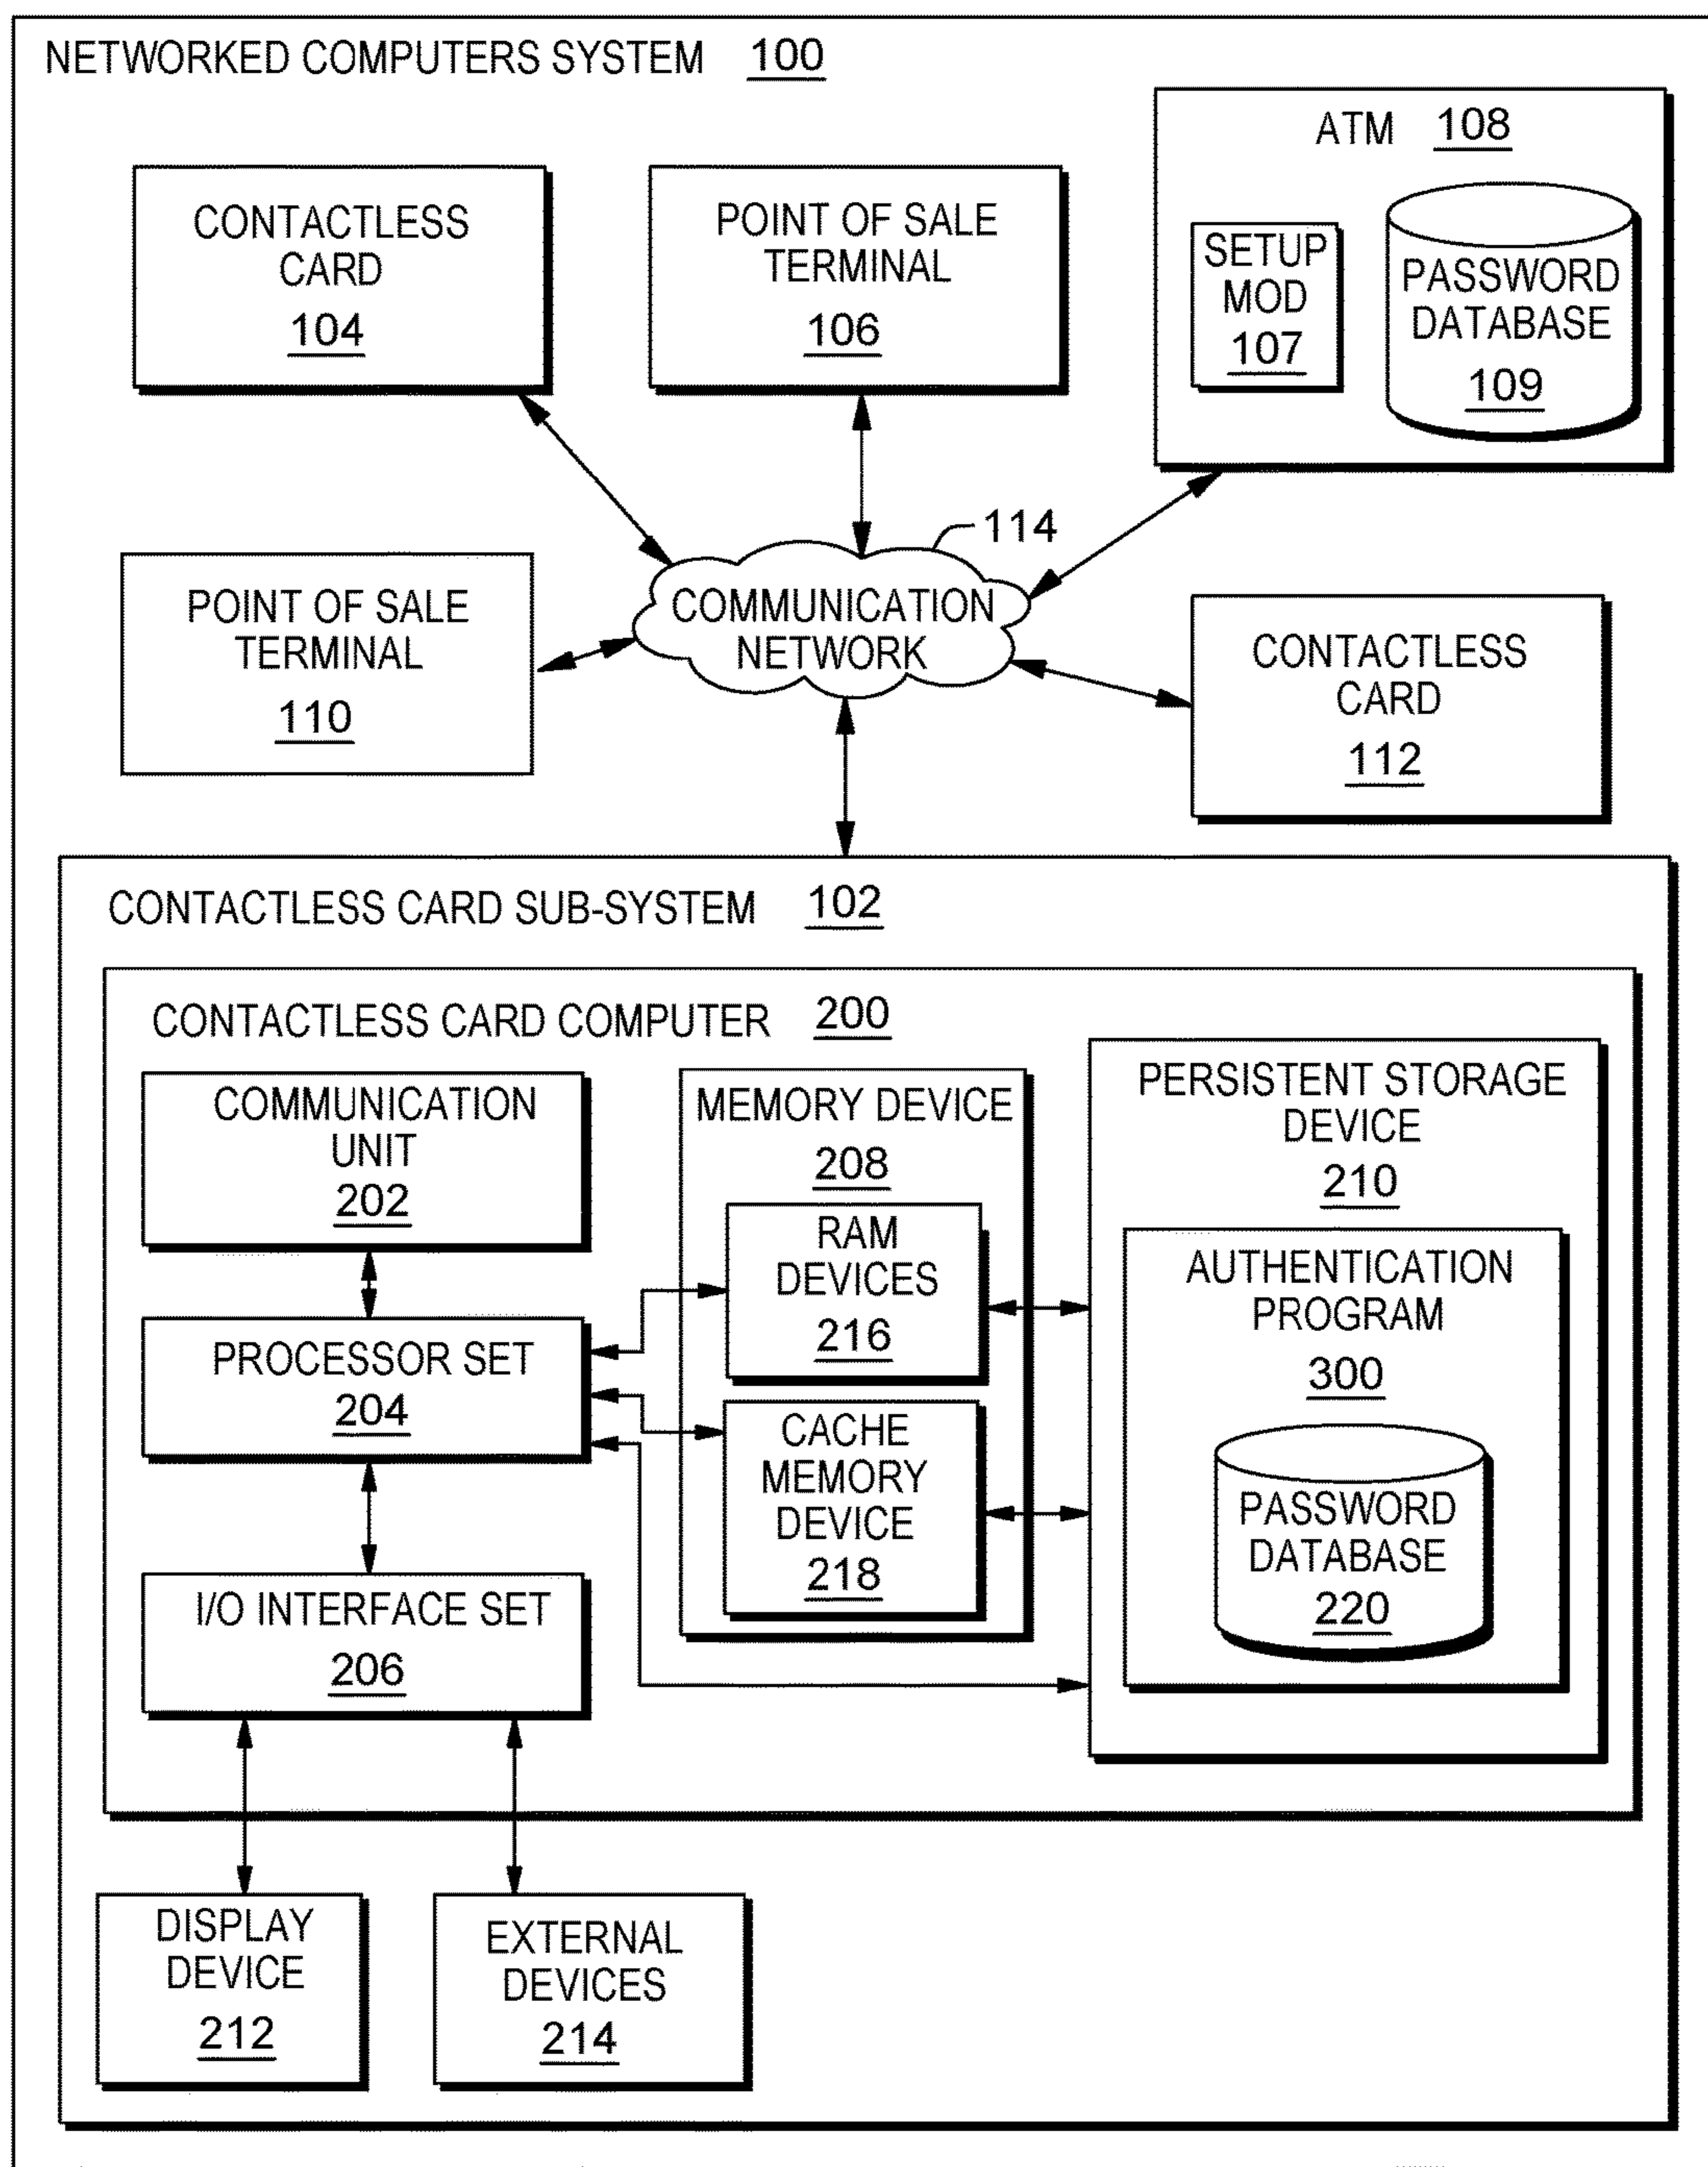 NETWORKED COMPUTERS SYSTEM 100
CONTACTLESS
CARD
104
POINT OF SALE
TERMINAL
106
ATM 108
SETUP
MOD
107
PASSWORD
DATABASE
109
114
COMMUNICATION
NETWORK
POINT OF SALE
TERMINAL
110
CONTACTLESS
CARD
112
CONTACTLESS CARD SUB-SYSTEM 102
CONTACTLESS CARD COMPUTER 200
COMMUNICATION
UNIT
202
PROCESSOR SET
204
I/O INTERFACE SET
206
MEMORY DEVICE
208
RAM
DEVICES
216
CACHE
MEMORY
DEVICE
218
PERSISTENT STORAGE
DEVICE
210
AUTHENTICATION
PROGRAM
300
PASSWORD
DATABASE
220
DISPLAY
DEVICE
212
EXTERNAL
DEVICES
214